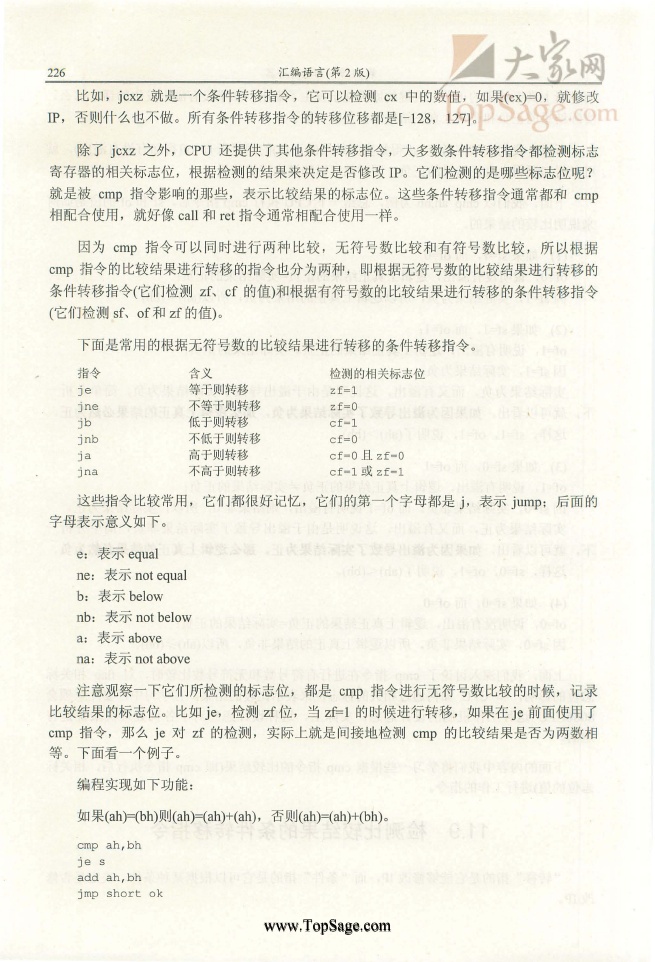 大家网
TopSage.com
226 汇编语言(第 2 版)
比如，jcxz 就是一个条件转移指令，它可以检测 cx 中的数值，如果(cx)=0，就修改
IP，否则什么也不做。所有条件转移指令的转移位移都是[-128，127]。
除了 jcxz 之外，CPU 还提供了其他条件转移指令，大多数条件转移指令都检测标志
寄存器的相关标志位，根据检测的结果来决定是否修改 IP。它们检测的是哪些标志位呢？
就是被 cmp 指令影响的那些，表示比较结果的标志位。这些条件转移指令通常都和 cmp
相配合使用，就好像 call 和 ret 指令通常相配合使用一样。
因为 cmp 指令可以同时进行两种比较，无符号数比较和有符号数比较，所以根据
cmp 指令的比较结果进行转移的指令也分为两种，即根据无符号数的比较结果进行转移的
条件转移指令(它们检测 zf、cf 的值)和根据有符号数的比较结果进行转移的条件转移指令
(它们检测 sf、of 和 zf 的值)。
下面是常用的根据无符号数的比较结果进行转移的条件转移指令。
指令 含义 检测的相关标志位
je 等于则转移 zf=1
jne 不等于则转移 zf=0
jb 低于则转移 cf=1
jnb 不低于则转移 cf=0
ja 高于则转移 cf=0 且 zf=0
jna 不高于则转移 cf=1 或 zf=1
这些指令比较常用，它们都很好记忆，它们的第一个字母都是 j，表示 jump；后面的
字母表示意义如下。
e：表示 equal
ne：表示 not equal
b：表示 below
nb：表示 not below
a：表示 above
na：表示 not above
注意观察一下它们所检测的标志位，都是 cmp 指令进行无符号数比较的时候，记录
比较结果的标志位。比如 je，检测 zf 位，当 zf=1 的时候进行转移，如果在 je 前面使用了
cmp 指令，那么 je 对 zf 的检测，实际上就是间接地检测 cmp 的比较结果是否为两数相
等。下面看一个例子。
编程实现如下功能：
如果(ah)=(bh)则(ah)=(ah)+(ah)，否则(ah)=(ah)+(bh)。
cmp ah,bh
je s
add ah,bh
jmp short ok
www.TopSage.com